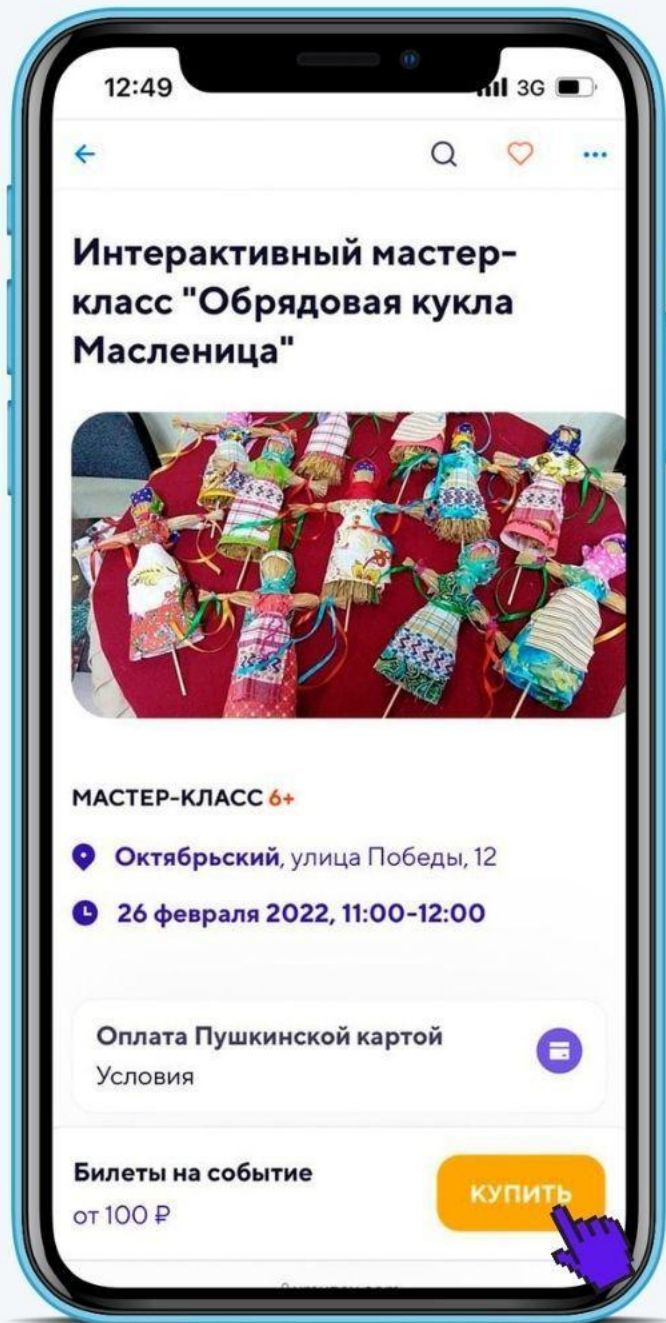 12:49 3G
Интерактивный мастер-
класс "Обрядовая кукла
Масленица"
МАСТЕР-КЛАСС 6+
Октябрьский, улица Победы, 12
26 февраля 2022, 11:00-12:00
Оплата Пушкинской картой
Условия
Билеты на событие
от 100 ₽
КУПИТЬ